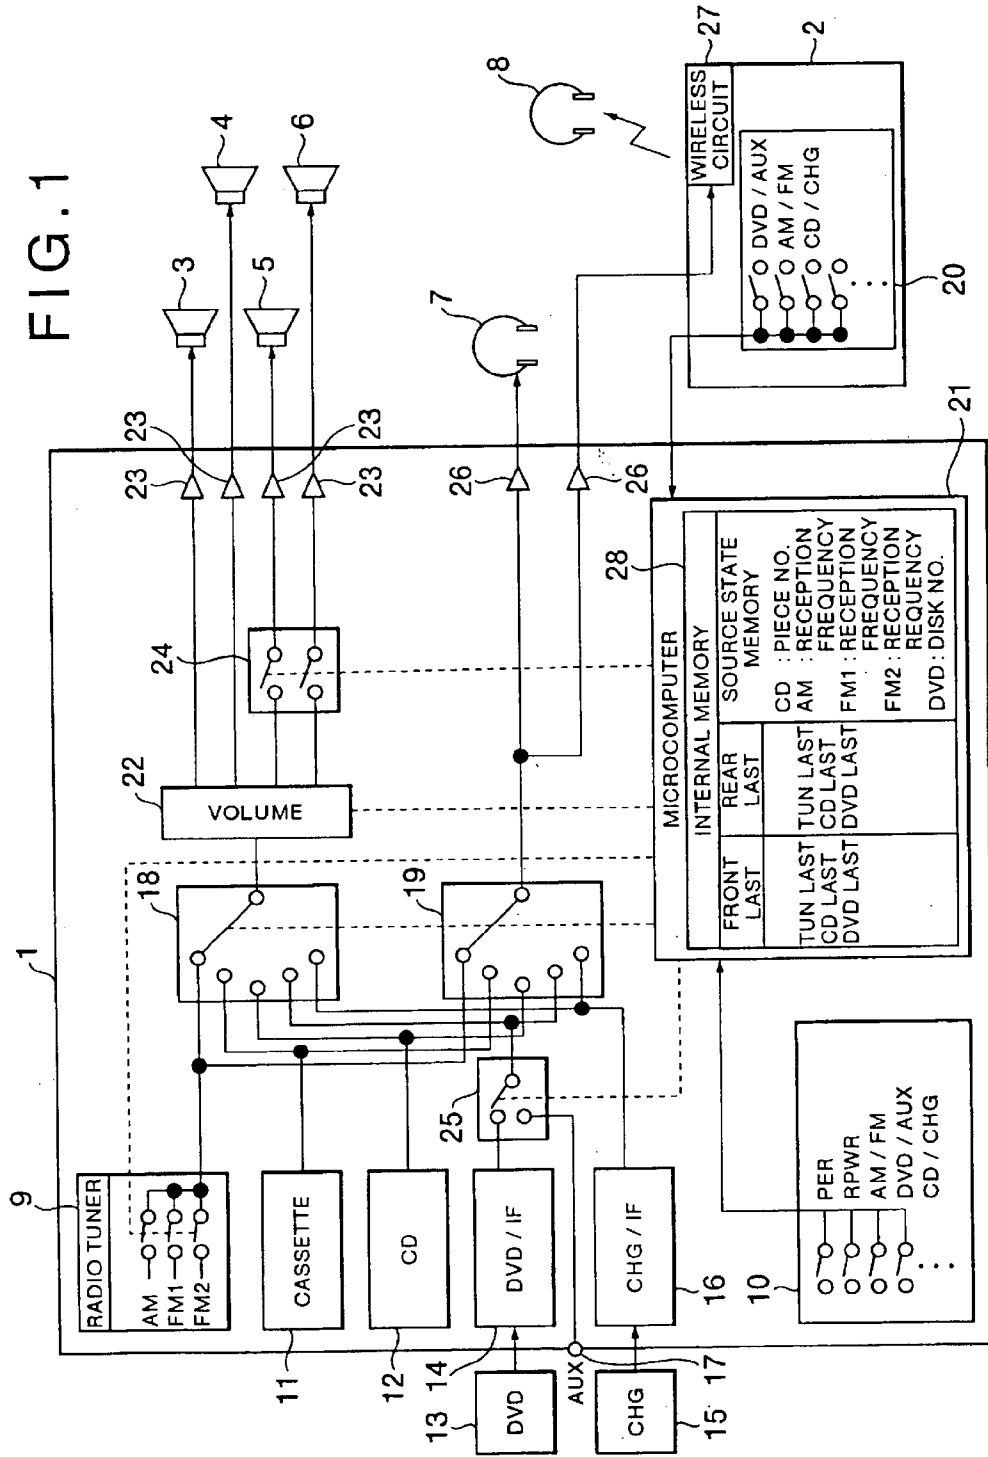 FIG.1
1
RADIO TUNER
9
AM
FM1
FM2
CASSETTE
11
CD
12
DVD / IF
14
DVD
13
AUX
17
CHG / IF
16
CHG
15
18
19
25
VOLUME
22
24
23
23
23
23
3
4
5
6
26
26
7
8
WIRELESS
CIRCUIT
27
2
DVD / AUX
AM / FM
CD / CHG
20
MICROCOMPUTER
21
INTERNAL MEMORY
28
FRONT
LAST
REAR
LAST
SOURCE STATE
MEMORY
TUN LAST
CD LAST
DVD LAST
TUN LAST
CD LAST
DVD LAST
CD : PIECE NO.
AM : RECEPTION
FREQUENCY
FM1 : RECEPTION
FREQUENCY
FM2 : RECEPTION
REQUENCY
DVD : DISK NO.
10
PER
RPWR
AM / FM
DVD / AUX
CD / CHG